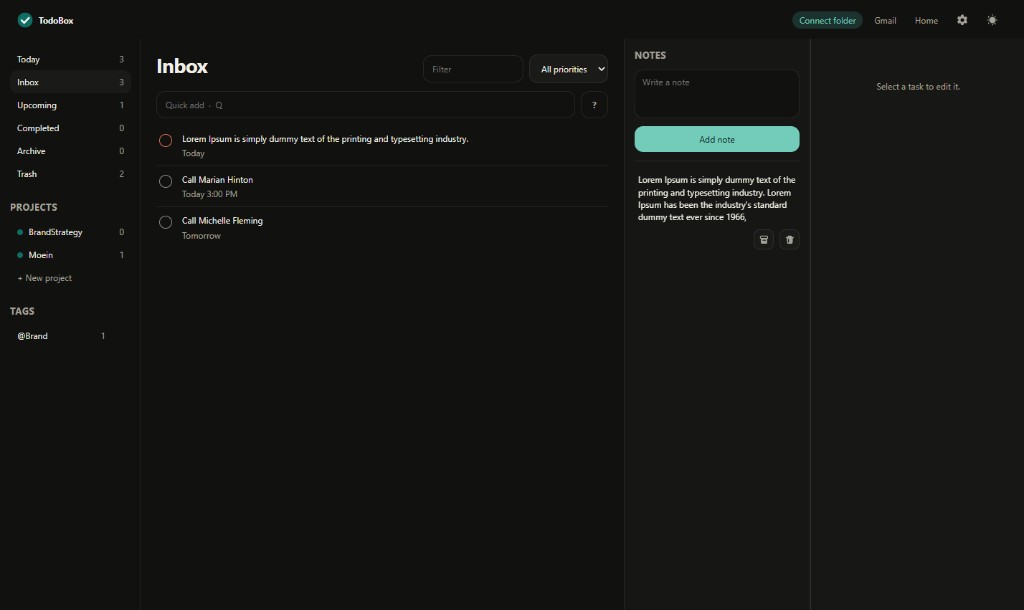 TodoBox
Connect folder
Gmail
Home
Today 3
Inbox 3
Upcoming 1
Completed 0
Archive 0
Trash 2
PROJECTS
BrandStrategy 0
Moein 1
+ New project
TAGS
@Brand 1
Inbox
Filter
All priorities
Quick add - Q
?
Lorem Ipsum is simply dummy text of the printing and typesetting industry.
Today
Call Marian Hinton
Today 3:00 PM
Call Michelle Fleming
Tomorrow
NOTES
Write a note
Add note
Lorem Ipsum is simply dummy text of the
printing and typesetting industry. Lorem
Ipsum has been the industry's standard
dummy text ever since 1966,
Select a task to edit it.